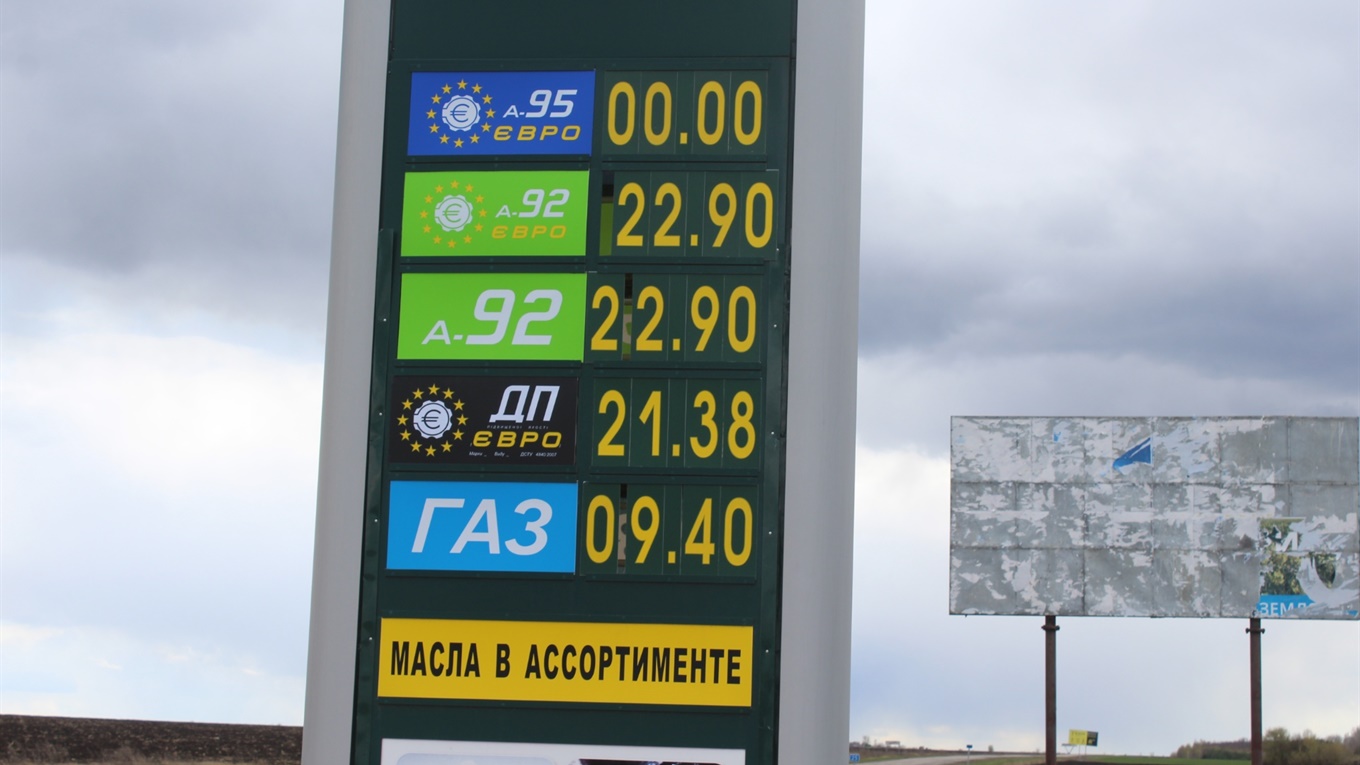 А-95
ЄВРО
00.00
А-92
ЄВРО
22.90
А-92
22.90
ДП
ЄВРО
21.38
ГАЗ
09.40
МАСЛА В АССОРТИМЕНТЕ